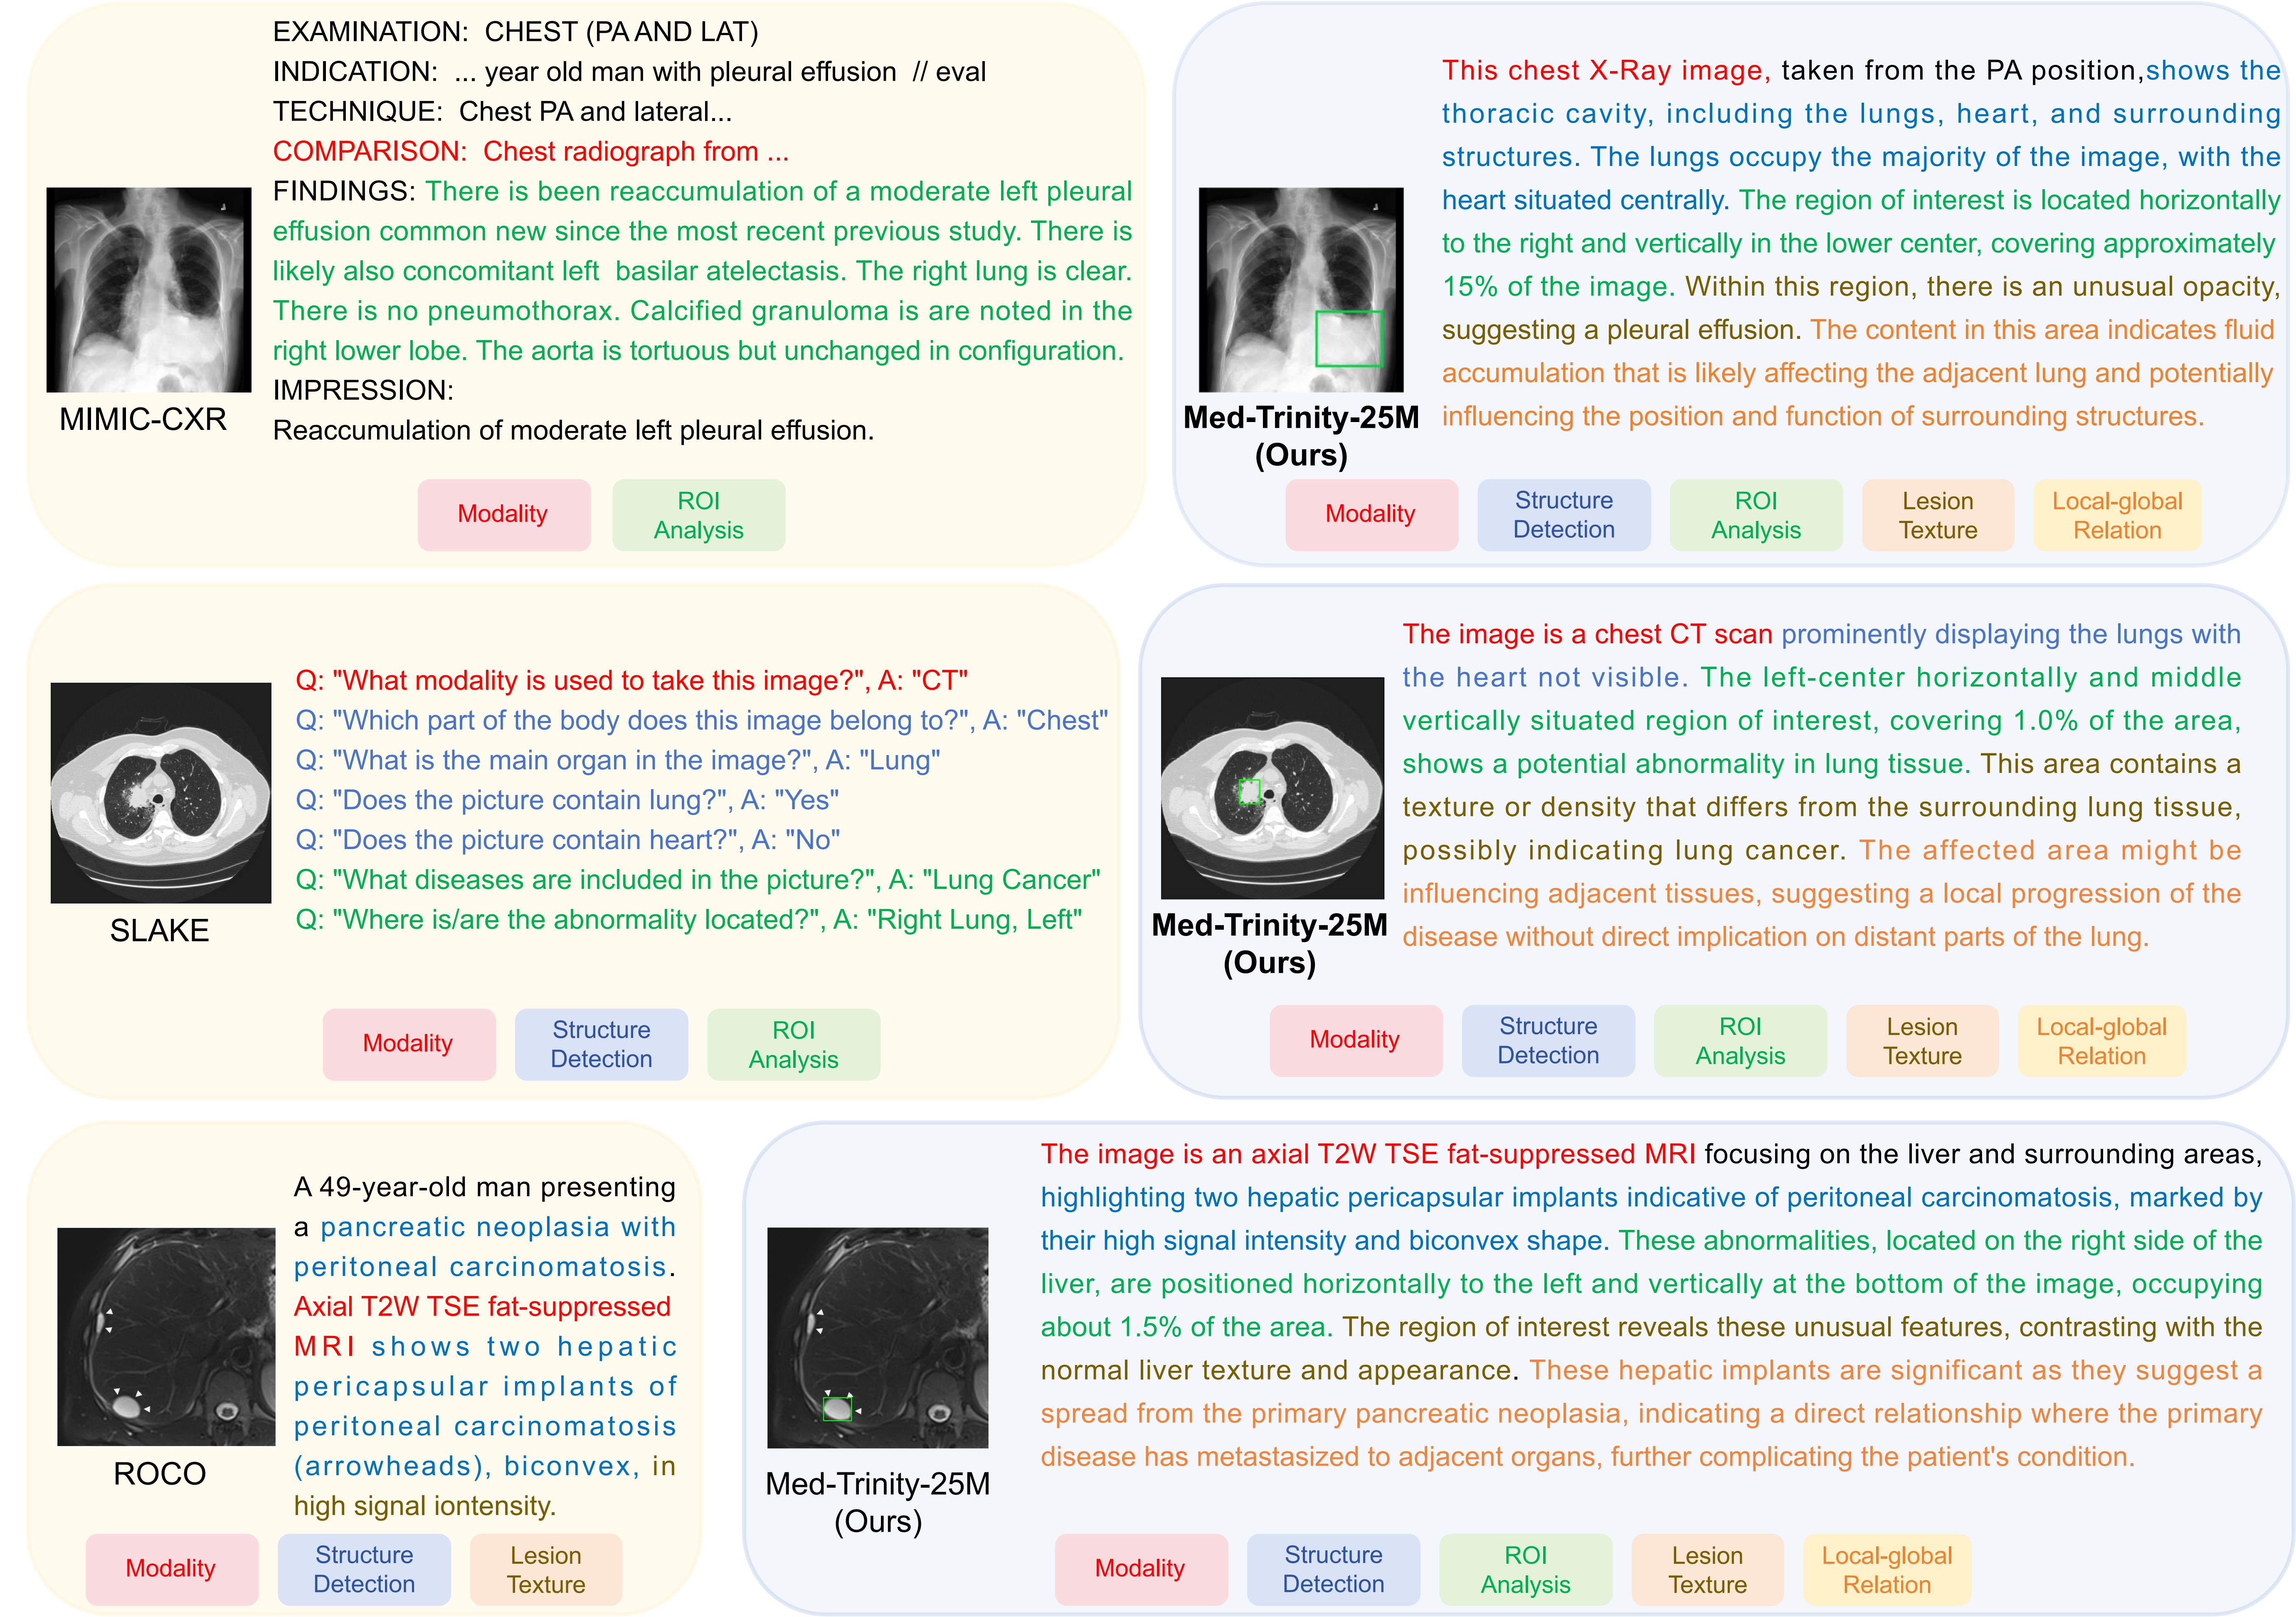 EXAMINATION: CHEST (PA AND LAT)
INDICATION: ... year old man with pleural effusion // eval
TECHNIQUE: Chest PA and lateral...
COMPARISON: Chest radiograph from ...
FINDINGS: There is been reaccumulation of a moderate left pleural
effusion common new since the most recent previous study. There is
likely also concomitant left basilar atelectasis. The right lung is clear.
There is no pneumothorax. Calcified granuloma is are noted in the
right lower lobe. The aorta is tortuous but unchanged in configuration.
IMPRESSION:
Reaccumulation of moderate left pleural effusion.
MIMIC-CXR
Modality
ROI
Analysis
This chest X-Ray image, taken from the PA position,shows the
thoracic cavity, including the lungs, heart, and surrounding
structures. The lungs occupy the majority of the image, with the
heart situated centrally. The region of interest is located horizontally
to the right and vertically in the lower center, covering approximately
15% of the image. Within this region, there is an unusual opacity,
suggesting a pleural effusion. The content in this area indicates fluid
accumulation that is likely affecting the adjacent lung and potentially
influencing the position and function of surrounding structures.
Med-Trinity-25M
(Ours)
Modality
Structure
Detection
ROI
Analysis
Lesion
Texture
Local-global
Relation
Q: "What modality is used to take this image?", A: "CT"
Q: "Which part of the body does this image belong to?", A: "Chest"
Q: "What is the main organ in the image?", A: "Lung"
Q: "Does the picture contain lung?", A: "Yes"
Q: "Does the picture contain heart?", A: "No"
Q: "What diseases are included in the picture?", A: "Lung Cancer"
Q: "Where is/are the abnormality located?", A: "Right Lung, Left"
SLAKE
Modality
Structure
Detection
ROI
Analysis
The image is a chest CT scan prominently displaying the lungs with
the heart not visible. The left-center horizontally and middle
vertically situated region of interest, covering 1.0% of the area,
shows a potential abnormality in lung tissue. This area contains a
texture or density that differs from the surrounding lung tissue,
possibly indicating lung cancer. The affected area might be
influencing adjacent tissues, suggesting a local progression of the
disease without direct implication on distant parts of the lung.
Med-Trinity-25M
(Ours)
Modality
Structure
Detection
ROI
Analysis
Lesion
Texture
Local-global
Relation
A 49-year-old man presenting
a pancreatic neoplasia with
peritoneal carcinomatosis.
Axial T2W TSE fat-suppressed
MRI shows two hepatic
pericapsular implants of
peritoneal carcinomatosis
(arrowheads), biconvex, in
high signal iontensity.
ROCO
Modality
Structure
Detection
Lesion
Texture
The image is an axial T2W TSE fat-suppressed MRI focusing on the liver and surrounding areas,
highlighting two hepatic pericapsular implants indicative of peritoneal carcinomatosis, marked by
their high signal intensity and biconvex shape. These abnormalities, located on the right side of the
liver, are positioned horizontally to the left and vertically at the bottom of the image, occupying
about 1.5% of the area. The region of interest reveals these unusual features, contrasting with the
normal liver texture and appearance. These hepatic implants are significant as they suggest a
spread from the primary pancreatic neoplasia, indicating a direct relationship where the primary
disease has metastasized to adjacent organs, further complicating the patient's condition.
Med-Trinity-25M
(Ours)
Modality
Structure
Detection
ROI
Analysis
Lesion
Texture
Local-global
Relation